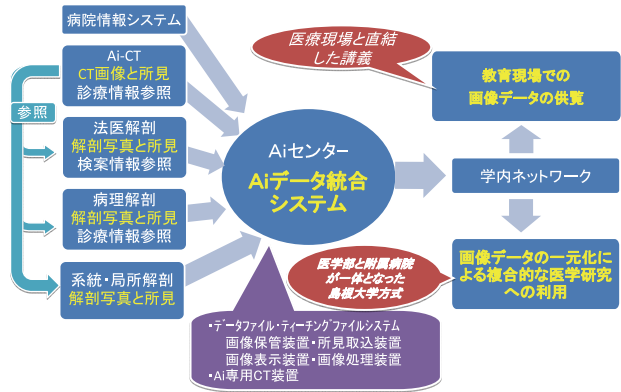 病院情報システム
Ai-CT
CT画像と所見
診療情報参照
参照
法医解剖
解剖写真と所見
検案情報参照
病理解剖
解剖写真と所見
診療情報参照
系統・局所解剖
解剖写真と所見
Aiセンター
Aiデータ統合
システム
医療現場と直結
した講義
教育現場での
画像データの供覧
学内ネットワーク
医学部と附属病院
が一体となった
島根大学方式
画像データの一元化に
よる複合的な医学研究
への利用
・データファイル・ティーチングファイルシステム
画像保管装置・所見取込装置
画像表示装置・画像処理装置
・Ai専用CT装置